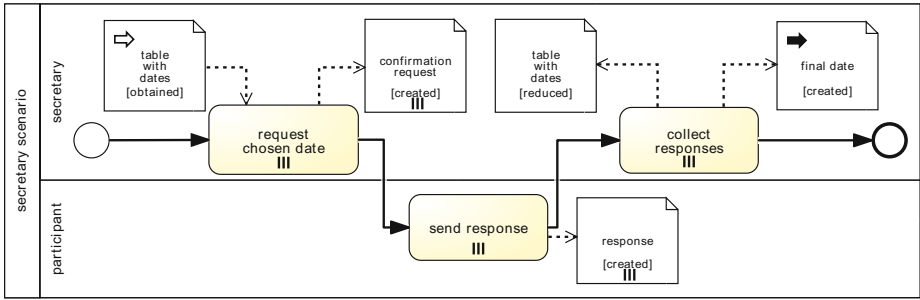 secretary scenario
secretary
table
with
dates
[obtained]
confirmation
request
[created]
table
with
dates
[reduced]
final date
[created]
request
chosen date
collect
responses
participant
send response
response
[created]